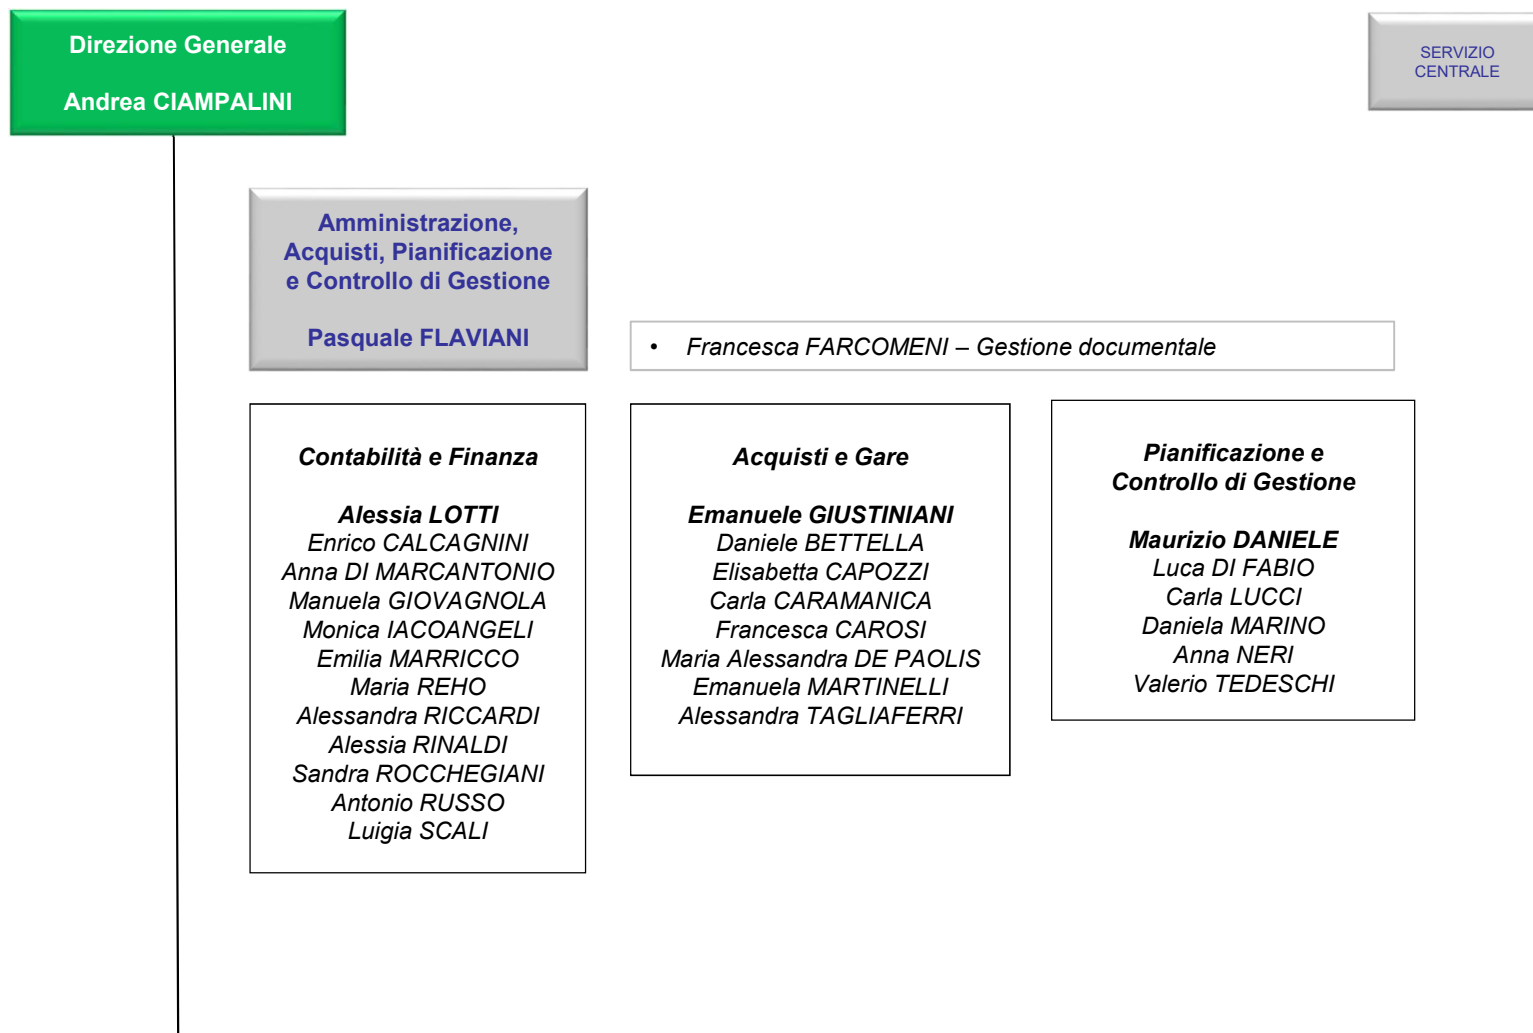 Direzione Generale
Andrea CIAMPALINI
SERVIZIO
CENTRALE
Amministrazione,
Acquisti, Pianificazione
e Controllo di Gestione
Pasquale FLAVIANI
• Francesca FARCOMENI – Gestione documentale
Contabilità e Finanza
Alessia LOTTI
Enrico CALCAGNINI
Anna DI MARCANTONIO
Manuela GIOVAGNOLA
Monica IACOANGELI
Emilia MARRICCO
Maria REHO
Alessandra RICCARDI
Alessia RINALDI
Sandra ROCCHEGIANI
Antonio RUSSO
Luigia SCALI
Acquisti e Gare
Emanuele GIUSTINIANI
Daniele BETTELLA
Elisabetta CAPOZZI
Carla CARAMANICA
Francesca CAROSI
Maria Alessandra DE PAOLIS
Emanuela MARTINELLI
Alessandra TAGLIAFERRI
Pianificazione e
Controllo di Gestione
Maurizio DANIELE
Luca DI FABIO
Carla LUCCI
Daniela MARINO
Anna NERI
Valerio TEDESCHI